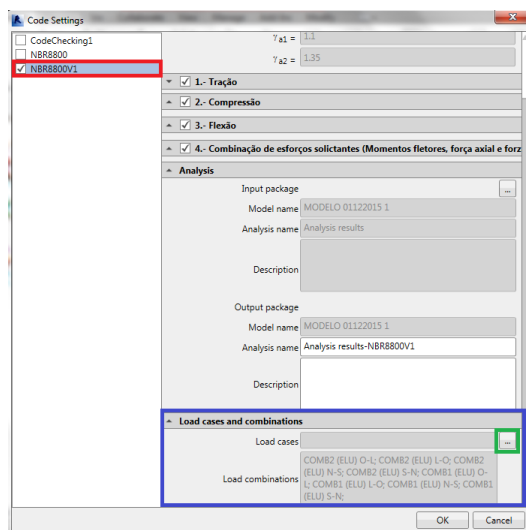 Code Settings
CodeChecking1
NBR8800
NBR8800V1
γa1 = 1.1
γa2 = 1.35
1.- Tração
2.- Compressão
3.- Flexão
4.- Combinação de esforços solicitantes (Momentos fletores, força axial e forz
Analysis
Input package
...
Model name MODELO 01122015 1
Analysis name Analysis results
Description
Output package
Model name MODELO 01122015 1
Analysis name Analysis results-NBR8800V1
Description
Load cases and combinations
Load cases
...
Load combinations
COMB2 (ELU) O-L; COMB2 (ELU) L-O; COMB2
(ELU) N-S; COMB2 (ELU) S-N; COMB1 (ELU) O-
L; COMB1 (ELU) L-O; COMB1 (ELU) N-S; COMB1
(ELU) S-N;
OK Cancel